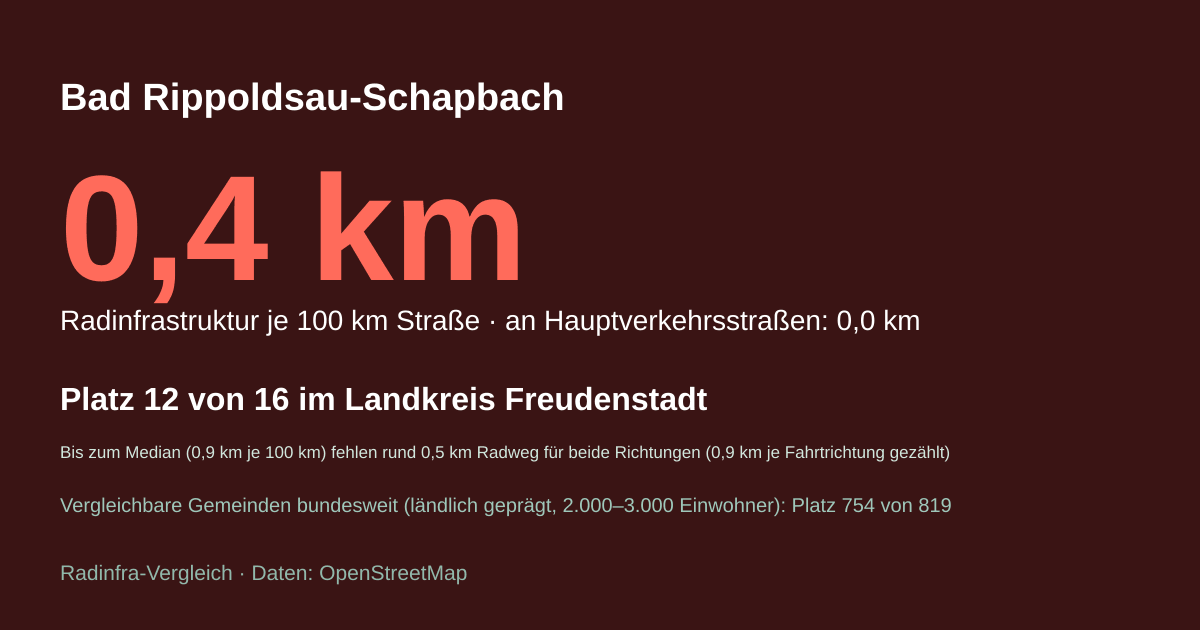 Bad Rippoldsau-Schapbach
0,4 km
Radinfrastruktur je 100 km Straße · an Hauptverkehrsstraßen: 0,0 km
Platz 12 von 16 im Landkreis Freudenstadt
Bis zum Median (0,9 km je 100 km) fehlen rund 0,5 km Radweg für beide Richtungen (0,9 km je Fahrtrichtung gezählt)
Vergleichbare Gemeinden bundesweit (ländlich geprägt, 2.000–3.000 Einwohner): Platz 754 von 819
Radinfra-Vergleich · Daten: OpenStreetMap